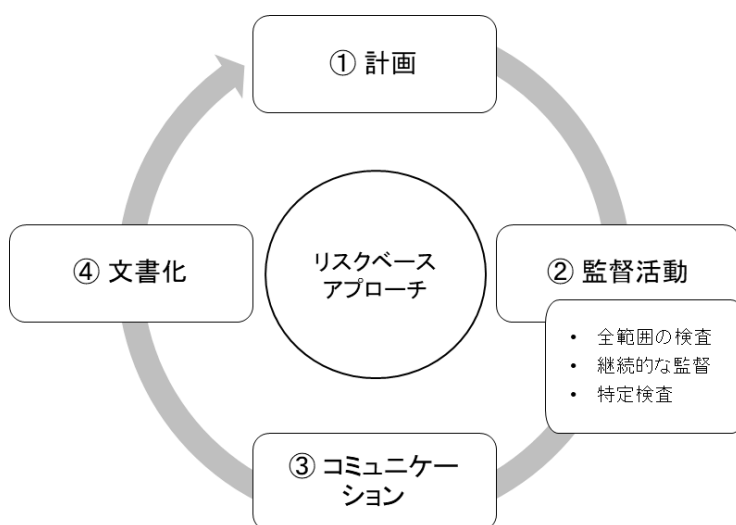 ① 計画
④ 文書化
リスクベース
アプローチ
② 監督活動
• 全範囲の検査
• 継続的な監督
• 特定検査
③ コミュニケー
ション